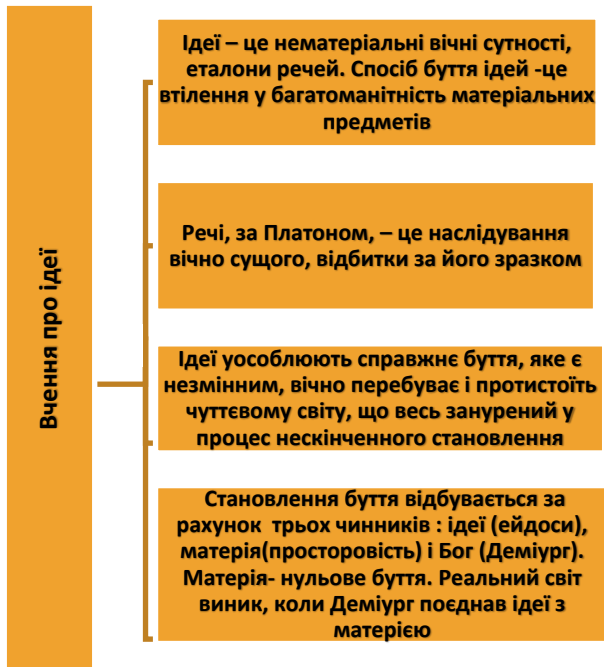 Вчення про ідеї
Ідеї – це нематеріальні вічні сутності,
еталони речей. Спосіб буття ідей -це
втілення у багатоманітність матеріальних
предметів
Речі, за Платоном, – це наслідування
вічно сущого, відбитки за його зразком
Ідеї уособлюють справжнє буття, яке є
незмінним, вічно перебуває і протистоїть
чуттєвому світу, що весь занурений у
процес нескінченного становлення
Становлення буття відбувається за
рахунок трьох чинників : ідеї (ейдоси),
матерія(просторовість) і Бог (Деміург).
Матерія- нульове буття. Реальний світ
виник, коли Деміург поєднав ідеї з
матерією